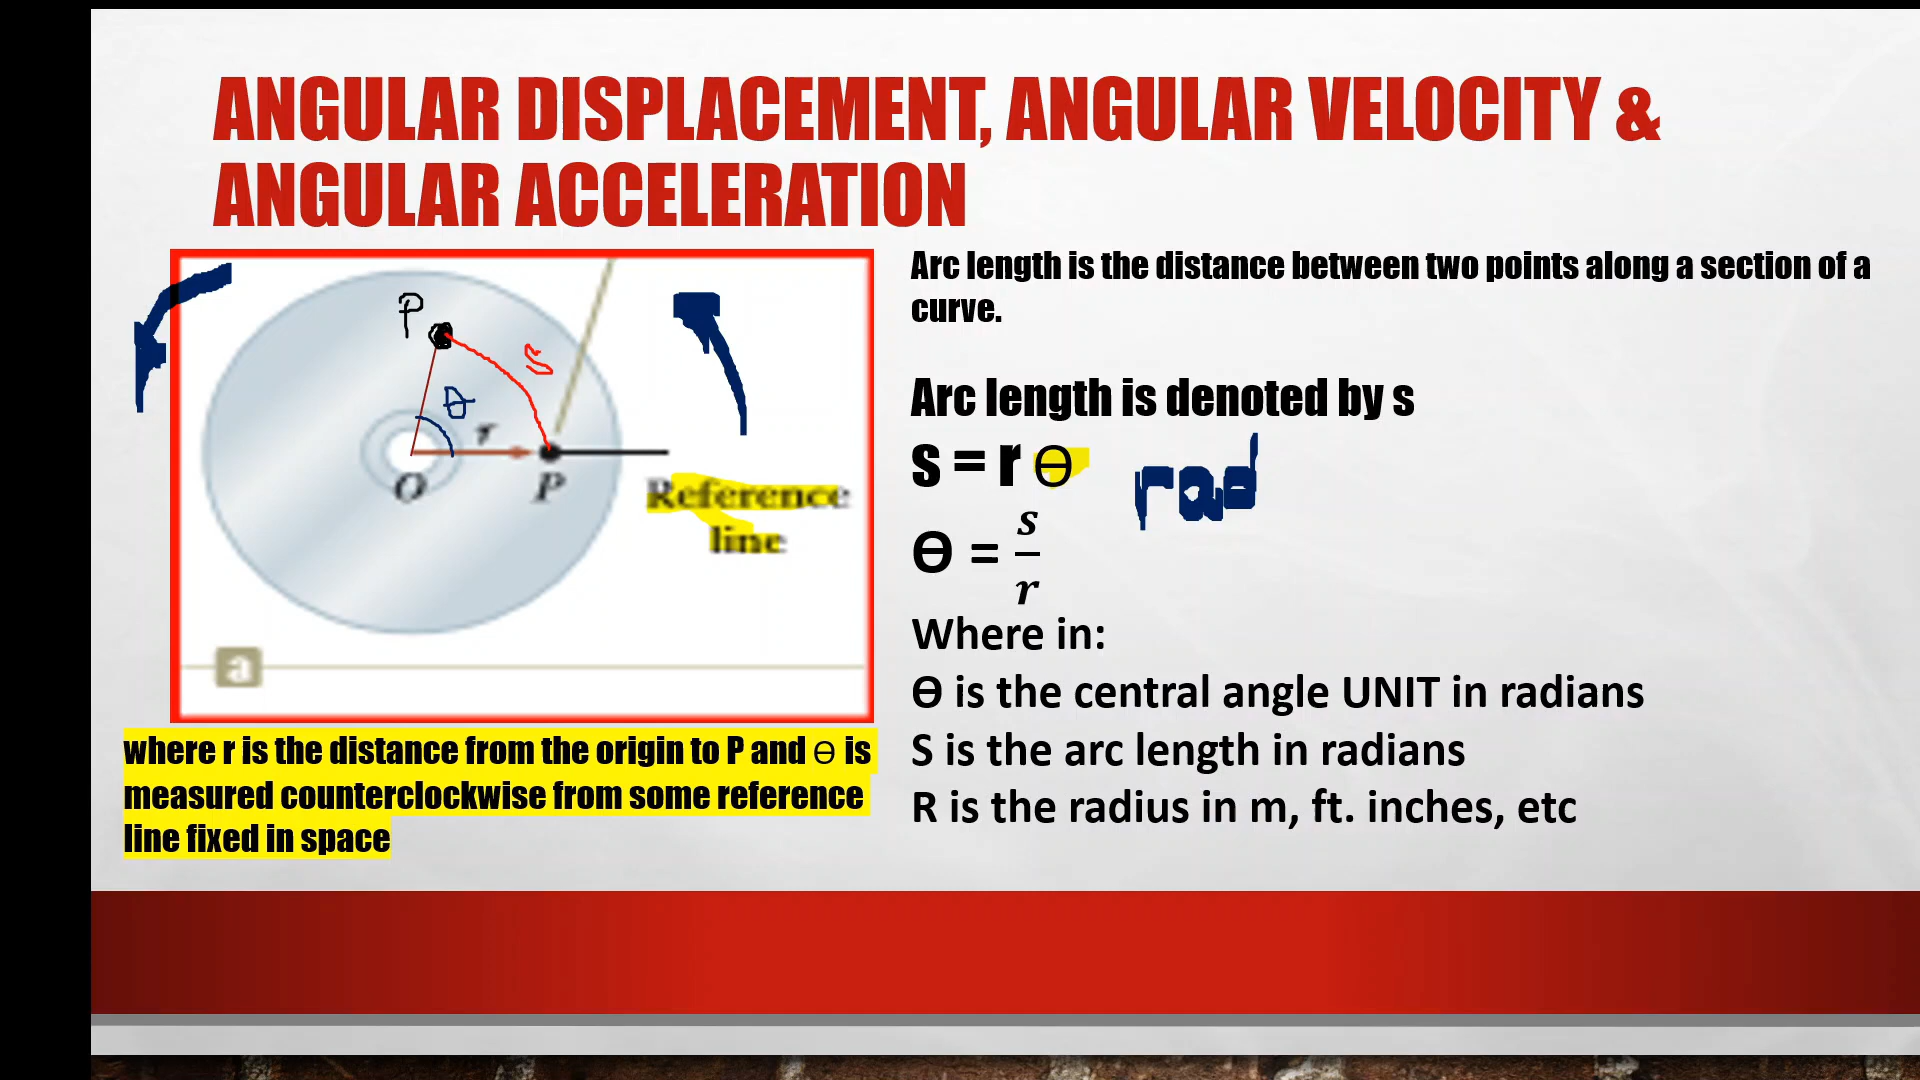 ANGULAR DISPLACEMENT, ANGULAR VELOCITY &
ANGULAR ACCELERATION
P
s
θ
r
O
P
Reference
line
a
where r is the distance from the origin to P and ɵ is
measured counterclockwise from some reference
line fixed in space
Arc length is the distance between two points along a section of a
curve.
Arc length is denoted by s
s = r ɵ
rad
ɵ = s/r
Where in:
ɵ is the central angle UNIT in radians
S is the arc length in radians
R is the radius in m, ft. inches, etc